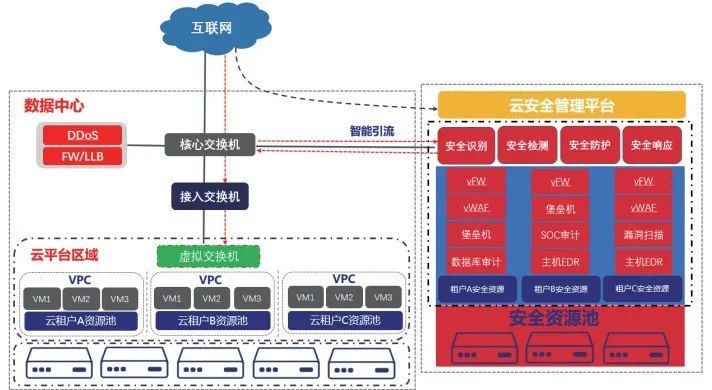 互联网
数据中心
DDoS
FW/LLB
核心交换机
智能引流
接入交换机
云平台区域
虚拟交换机
VPC
VM1 VM2 VM3
云租户A资源池
VPC
VM1 VM2 VM3
云租户B资源池
VPC
VM1 VM2 VM3
云租户C资源池
云安全管理平台
安全识别 安全检测 安全防护 安全响应
vFW
vWAF
堡垒机
数据库审计
租户A安全资源
vFW
堡垒机
SOC审计
主机EDR
租户B安全资源
vFW
vWAF
漏洞扫描
主机EDR
租户C安全资源
安全资源池